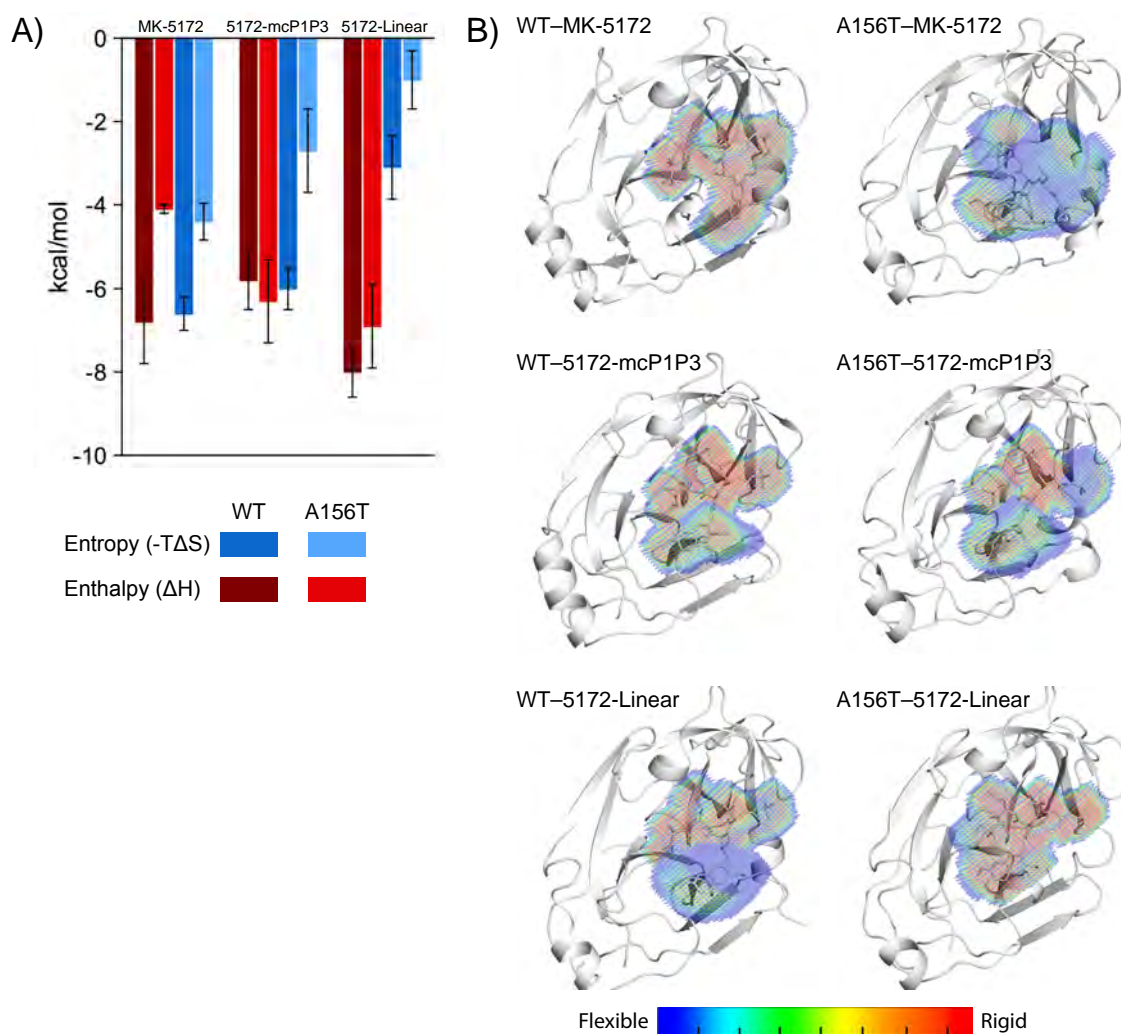 A)
MK-5172 5172-mcP1P3 5172-Linear
0
-2
-4
-6
-8
-10
kcal/mol
WT A156T
Entropy (-TΔS)
Enthalpy (ΔH)
B)
WT–MK-5172 A156T–MK-5172
WT–5172-mcP1P3 A156T–5172-mcP1P3
WT–5172-Linear A156T–5172-Linear
Flexible Rigid